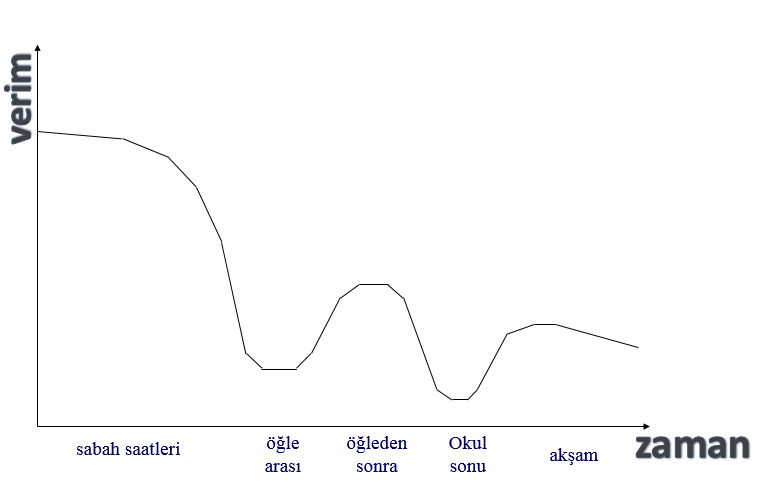 verim
sabah saatleri
öğle
arası
öğleden
sonra
Okul
sonu
akşam
zaman